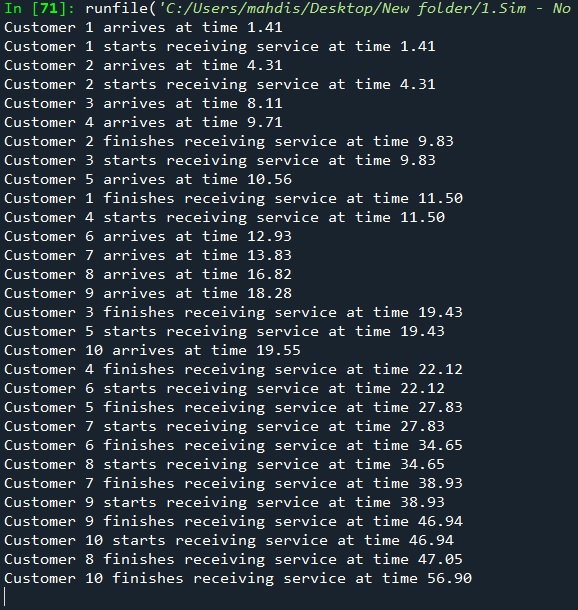 In [71]: runfile('C:/Users/mahdis/Desktop/New folder/1.Sim - No
Customer 1 arrives at time 1.41
Customer 1 starts receiving service at time 1.41
Customer 2 arrives at time 4.31
Customer 2 starts receiving service at time 4.31
Customer 3 arrives at time 8.11
Customer 4 arrives at time 9.71
Customer 2 finishes receiving service at time 9.83
Customer 3 starts receiving service at time 9.83
Customer 5 arrives at time 10.56
Customer 1 finishes receiving service at time 11.50
Customer 4 starts receiving service at time 11.50
Customer 6 arrives at time 12.93
Customer 7 arrives at time 13.83
Customer 8 arrives at time 16.82
Customer 9 arrives at time 18.28
Customer 3 finishes receiving service at time 19.43
Customer 5 starts receiving service at time 19.43
Customer 10 arrives at time 19.55
Customer 4 finishes receiving service at time 22.12
Customer 6 starts receiving service at time 22.12
Customer 5 finishes receiving service at time 27.83
Customer 7 starts receiving service at time 27.83
Customer 6 finishes receiving service at time 34.65
Customer 8 starts receiving service at time 34.65
Customer 7 finishes receiving service at time 38.93
Customer 9 starts receiving service at time 38.93
Customer 9 finishes receiving service at time 46.94
Customer 10 starts receiving service at time 46.94
Customer 8 finishes receiving service at time 47.05
Customer 10 finishes receiving service at time 56.90